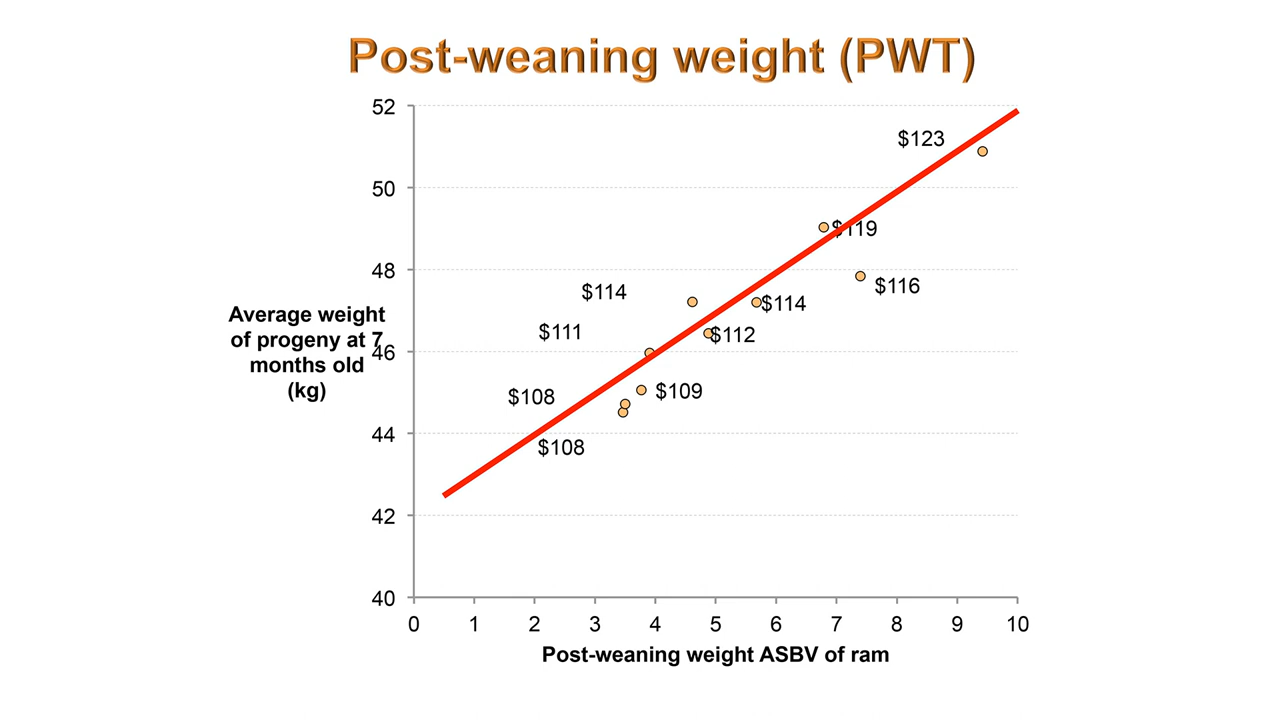 Post-weaning weight (PWT)
52
50
48
46
44
42
40
Average weight
of progeny at 7
months old
(kg)
$123
$119
$116
$114
$114
$111
$112
$108
$109
$108
0 1 2 3 4 5 6 7 8 9 10
Post-weaning weight ASBV of ram